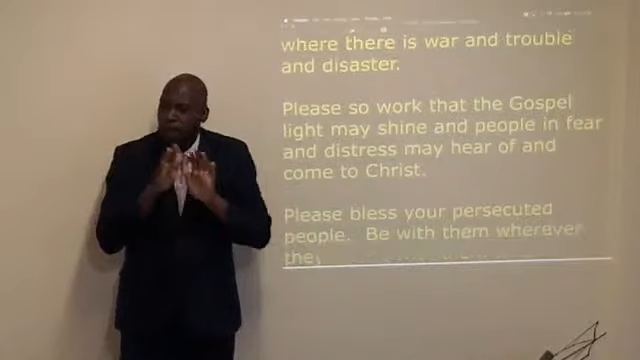 where there is war and trouble
and disaster.
Please so work that the Gospel
light may shine and people in fear
and distress may hear of and
come to Christ.
Please bless your persecuted
people. Be with them wherever
they